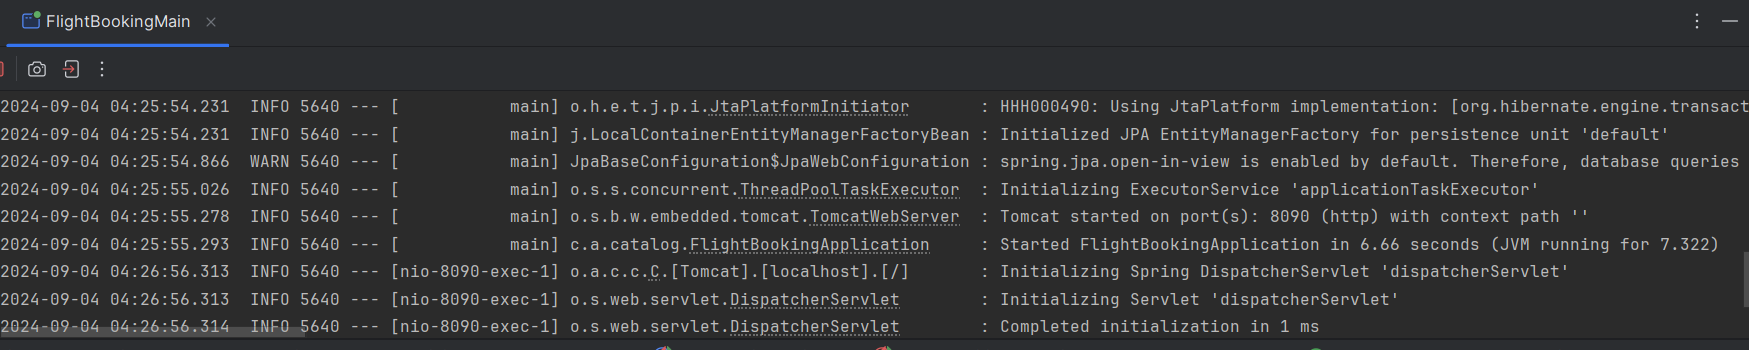 FlightBookingMain
2024-09-04 04:25:54.231  INFO 5640 --- [           main] o.h.e.t.j.p.i.JtaPlatformInitiator       : HHH000490: Using JtaPlatform implementation: [org.hibernate.engine.transact
2024-09-04 04:25:54.231  INFO 5640 --- [           main] j.LocalContainerEntityManagerFactoryBean : Initialized JPA EntityManagerFactory for persistence unit 'default'
2024-09-04 04:25:54.866  WARN 5640 --- [           main] JpaBaseConfiguration$JpaWebConfiguration : spring.jpa.open-in-view is enabled by default. Therefore, database queries
2024-09-04 04:25:55.026  INFO 5640 --- [           main] o.s.s.concurrent.ThreadPoolTaskExecutor  : Initializing ExecutorService 'applicationTaskExecutor'
2024-09-04 04:25:55.278  INFO 5640 --- [           main] o.s.b.w.embedded.tomcat.TomcatWebServer  : Tomcat started on port(s): 8090 (http) with context path ''
2024-09-04 04:25:55.293  INFO 5640 --- [           main] c.a.catalog.FlightBookingApplication     : Started FlightBookingApplication in 6.66 seconds (JVM running for 7.322)
2024-09-04 04:26:56.313  INFO 5640 --- [nio-8090-exec-1] o.a.c.c.C.[Tomcat].[localhost].[/]       : Initializing Spring DispatcherServlet 'dispatcherServlet'
2024-09-04 04:26:56.313  INFO 5640 --- [nio-8090-exec-1] o.s.web.servlet.DispatcherServlet        : Initializing Servlet 'dispatcherServlet'
2024-09-04 04:26:56.314  INFO 5640 --- [nio-8090-exec-1] o.s.web.servlet.DispatcherServlet        : Completed initialization in 1 ms